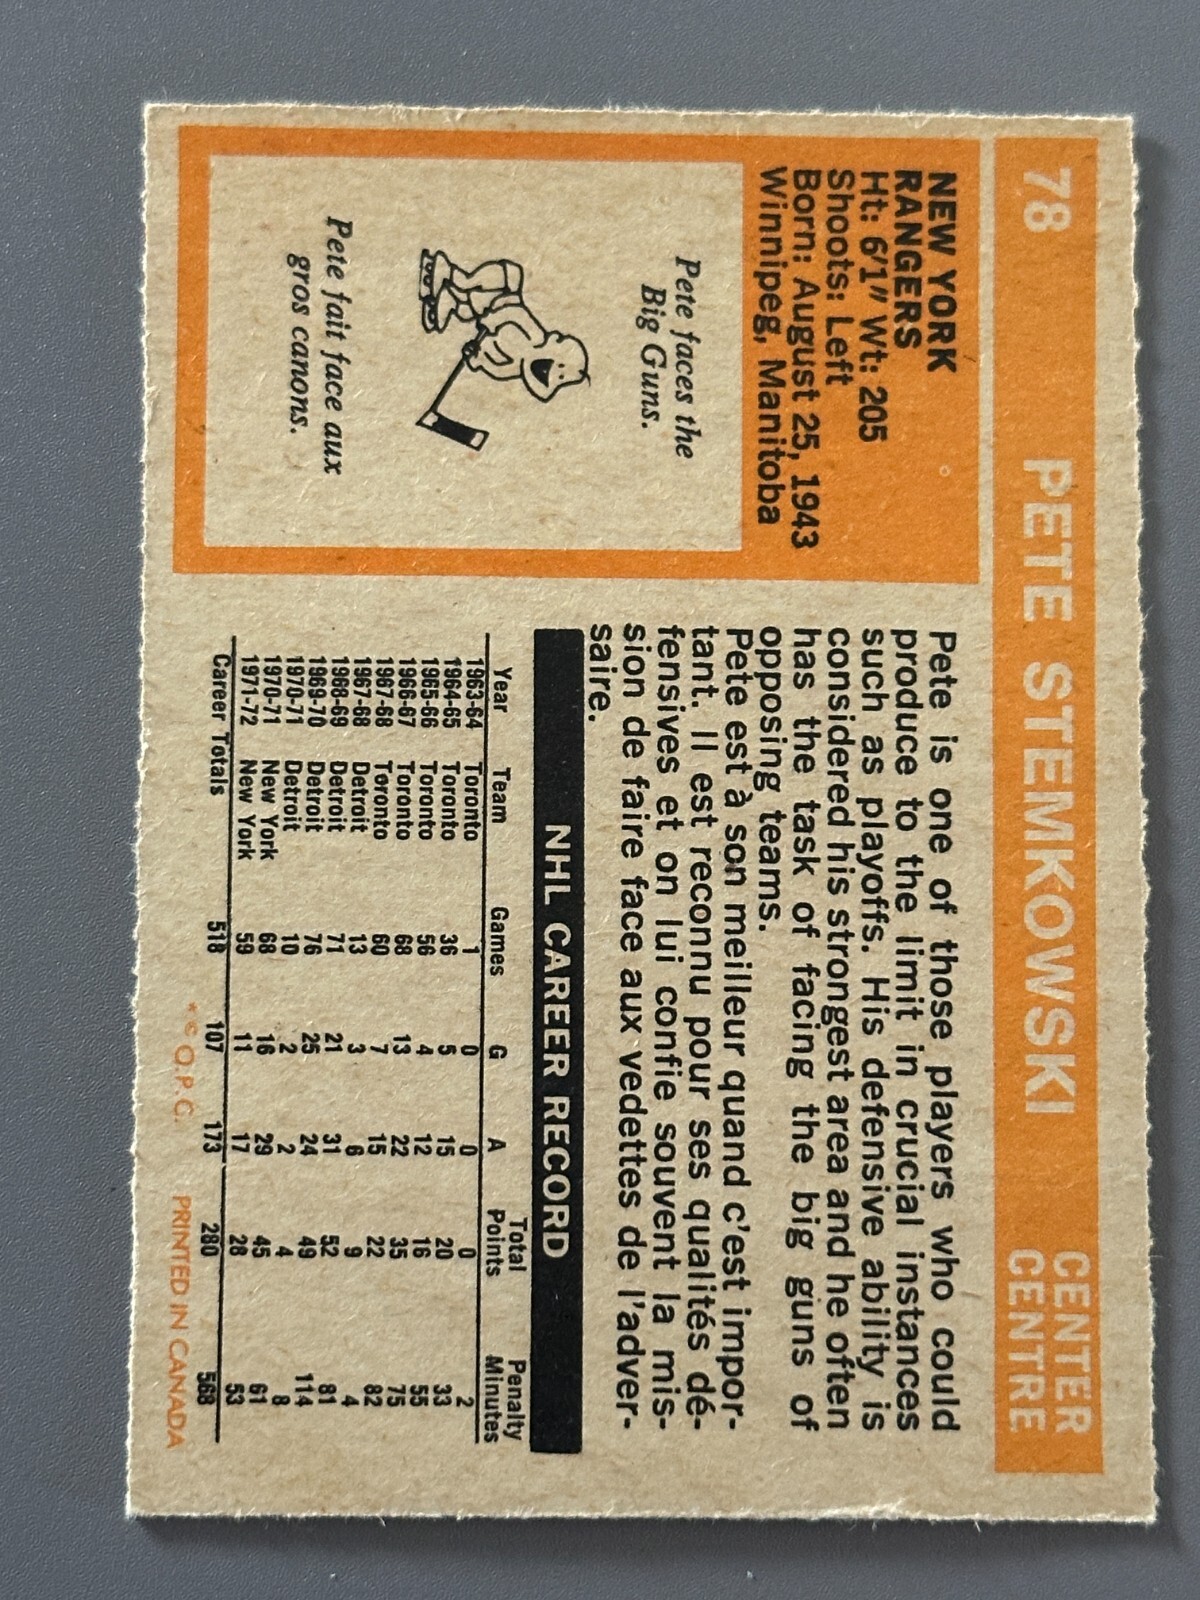 78 PETE STEMKOWSKI CENTER
CENTRE
NEW YORK
RANGERS
Ht: 6/1" Wt: 205
Shoots: Left
Born: August 25, 1943
Winnipeg, Manitoba
Pete faces the
Big Guns.
Pete fait face aux
gros canons.
Pete is one of those players who could
produce to the limit in crucial instances
such as playoffs. His defensive ability is
considered his strongest area and he often
has the task of facing the big guns of
opposing teams.
Pete est à son meilleur quand c'est impor-
tant. Il est reconnu pour ses qualités dé-
fensives et on lui confie souvent la mis-
sion de faire face aux vedettes de l'adver-
saire.
NHL CAREER RECORD
Year Team Games G A Total Points Penalty Minutes
1963-64 Toronto 1 0 0 0 2
1964-65 Toronto 36 5 15 20 33
1965-66 Toronto 56 4 12 16 55
1966-67 Toronto 68 13 22 35 75
1967-68 Toronto 60 7 15 22 82
1967-68 Detroit 13 3 6 9 4
1968-69 Detroit 71 21 31 52 81
1969-70 Detroit 76 25 24 49 114
1970-71 Detroit 10 2 2 4 8
1970-71 New York 68 16 29 45 61
1971-72 New York 59 11 17 28 53
Career Totals 518 107 173 280 568
*© O.P.C. PRINTED IN CANADA